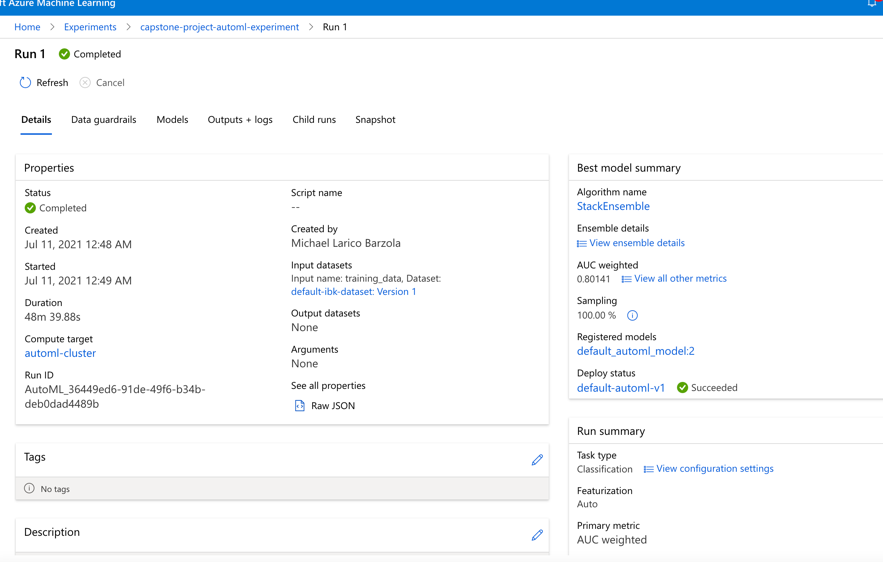 ft Azure Machine Learning
Home > Experiments > capstone-project-automl-experiment > Run 1
Run 1 Completed
Refresh Cancel
Details Data guardrails Models Outputs + logs Child runs Snapshot
Properties
Status
Completed
Created
Jul 11, 2021 12:48 AM
Started
Jul 11, 2021 12:49 AM
Duration
48m 39.88s
Compute target
automl-cluster
Run ID
AutoML_36449ed6-91de-49f6-b34b-
deb0dad4489b
Script name
--
Created by
Michael Larico Barzola
Input datasets
Input name: training_data, Dataset:
default-ibk-dataset: Version 1
Output datasets
None
Arguments
None
See all properties
Raw JSON
Tags
No tags
Description
Best model summary
Algorithm name
StackEnsemble
Ensemble details
View ensemble details
AUC weighted
0.80141 View all other metrics
Sampling
100.00 %
Registered models
default_automl_model:2
Deploy status
default-automl-v1 Succeeded
Run summary
Task type
Classification View configuration settings
Featurization
Auto
Primary metric
AUC weighted